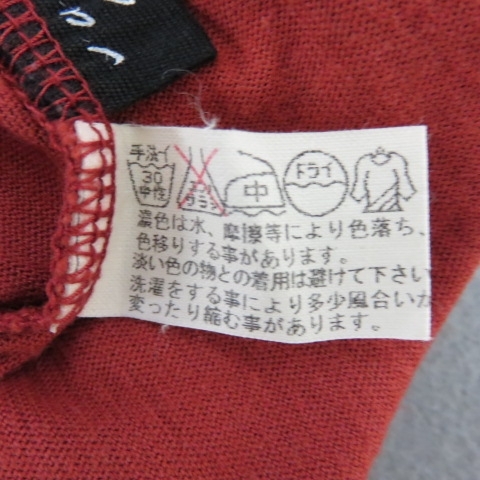 手洗イ
30
中性
エンソ
サラシ
中
ドライ
濃色は水、摩擦等により色落ち、
色移りする事があります。
淡い色の物との着用は避けて下さい
洗濯をする事により多少風合いが
変ったり縮む事があります。